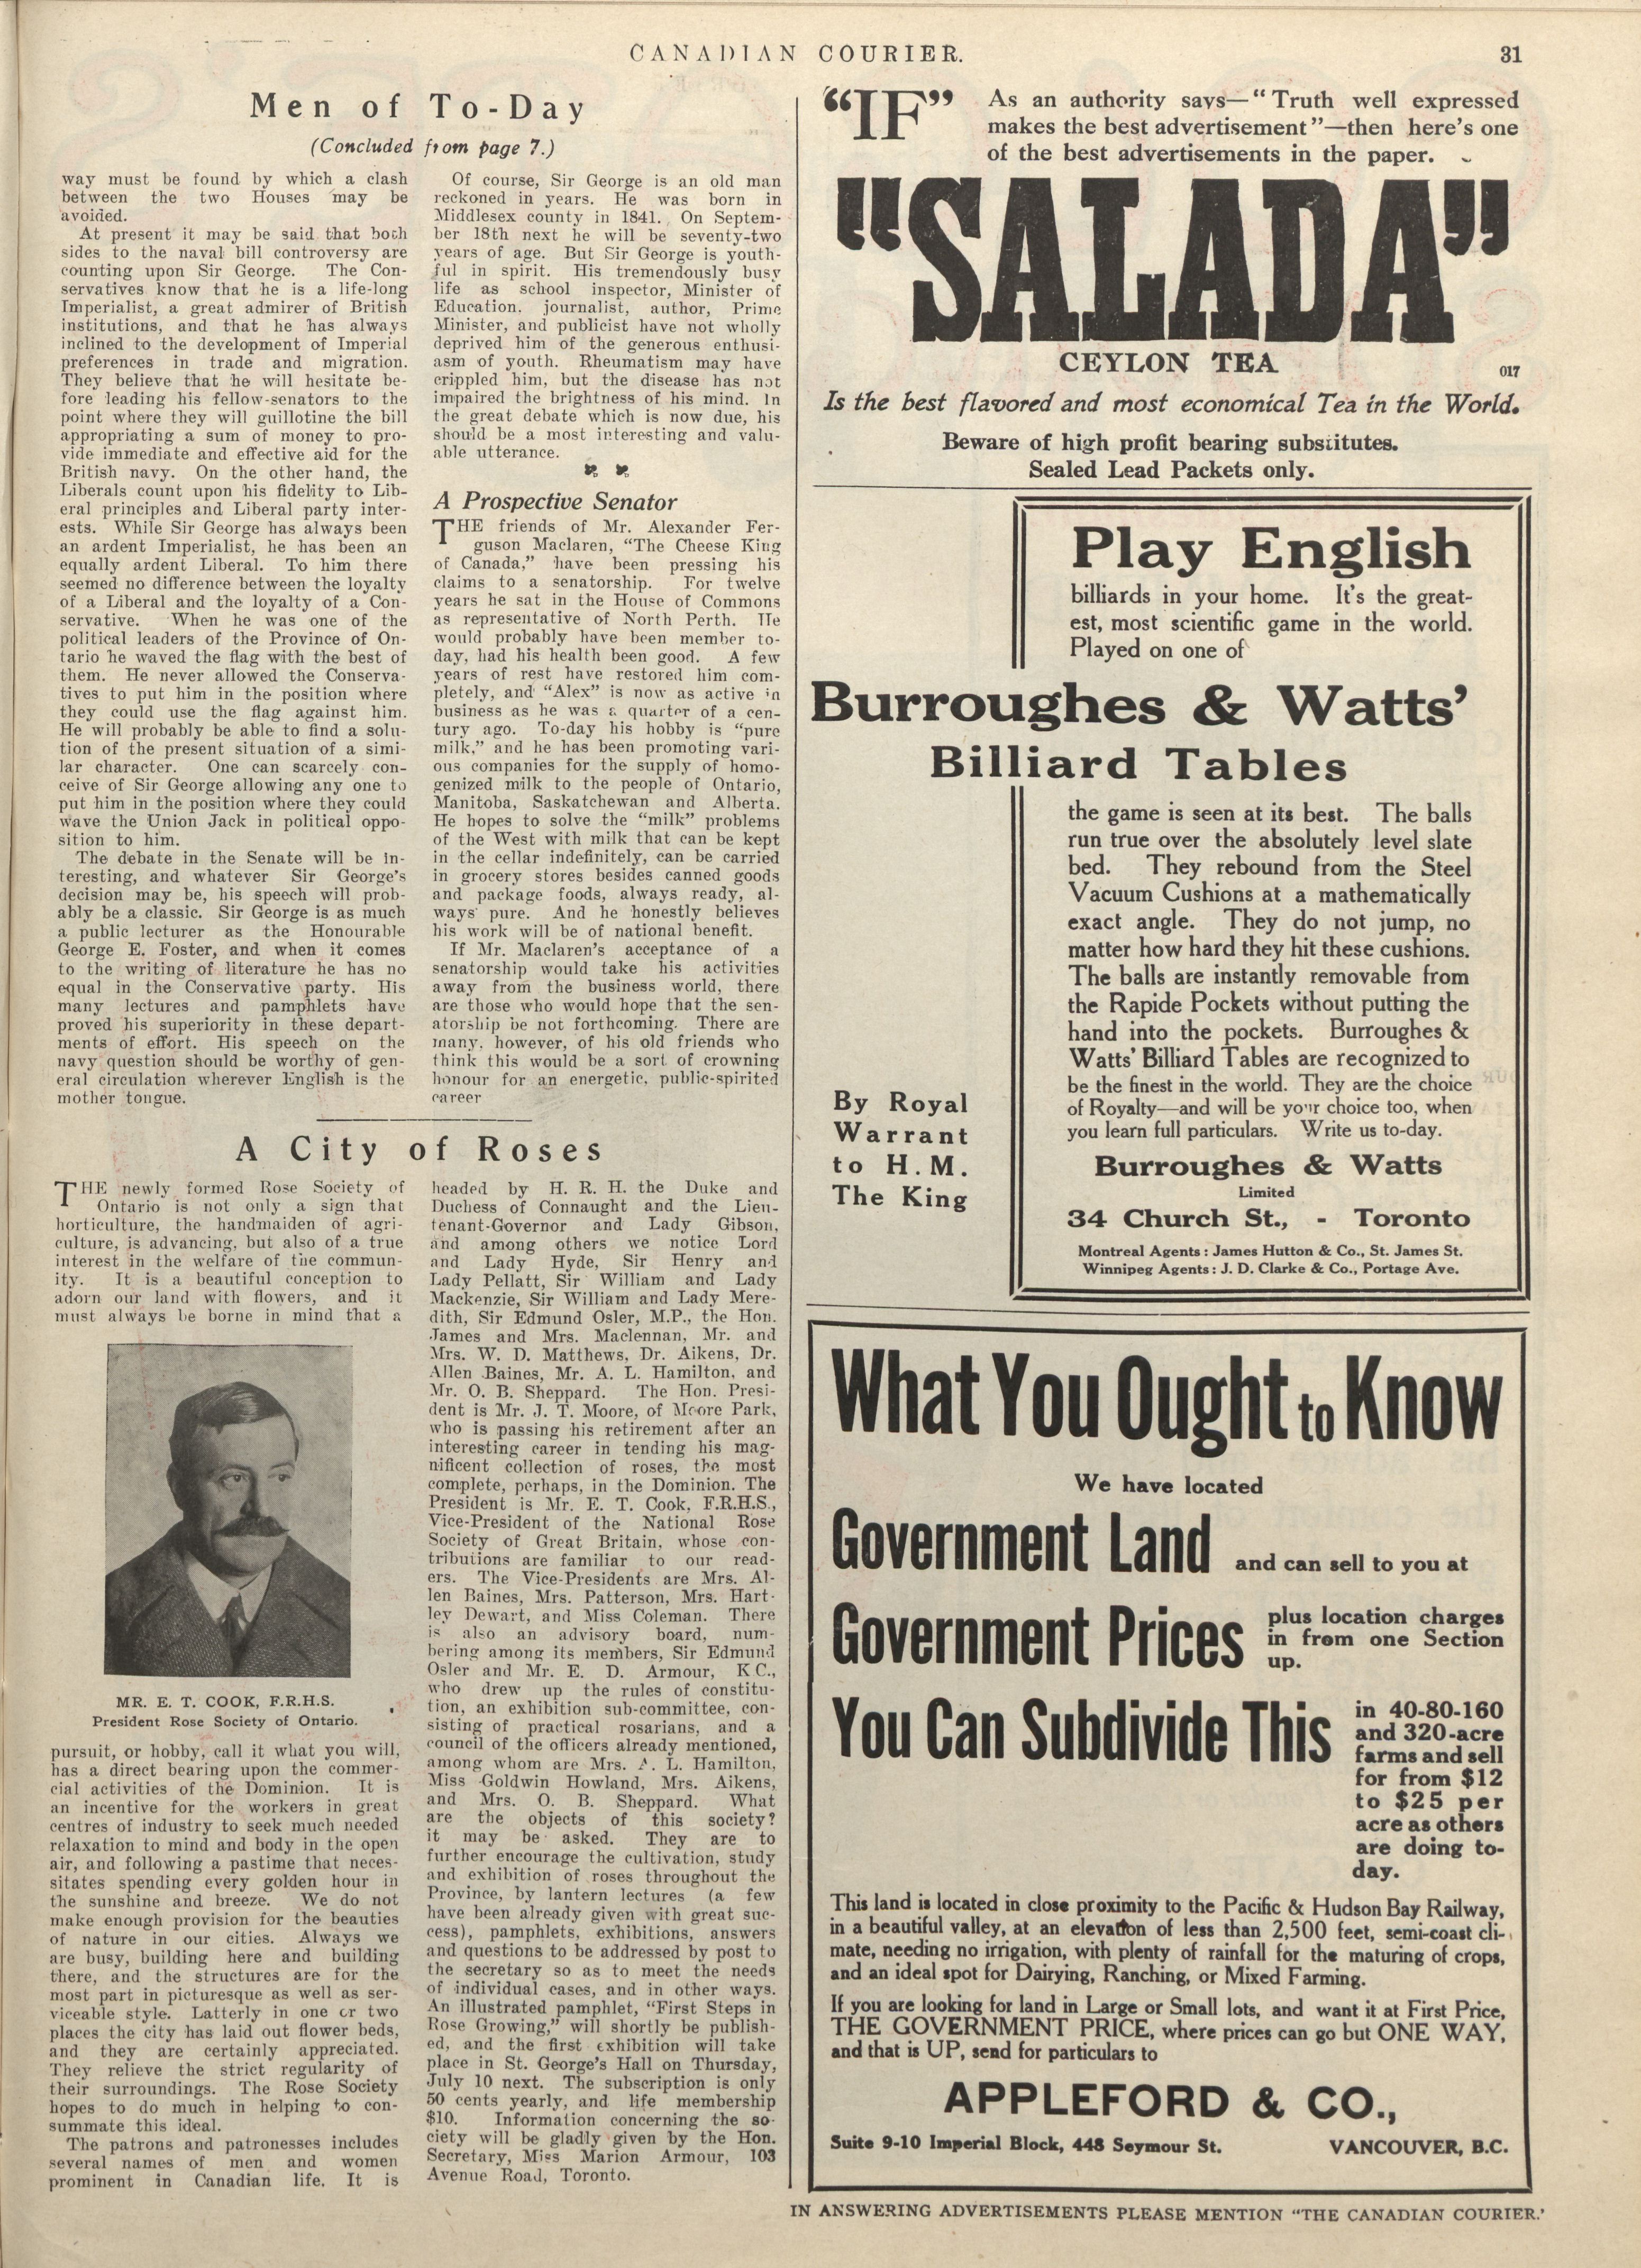 CANADIAN COURIER.
31
Men of To-Day
(Concluded from page 7.)
way must be found by which a clash
between the two Houses may be
avoided.
At present it may be said that both
sides to the naval bill controversy are
counting upon Sir George. The Con-
servatives know that he is a life-long
Imperialist, a great admirer of British
institutions, and that he has always
inclined to the development of Imperial
preferences in trade and migration.
They believe that he will hesitate be-
fore leading his fellow-senators to the
point where they will guillotine the bill
appropriating a sum of money to pro-
vide immediate and effective aid for the
British navy. On the other hand, the
Liberals count upon his fidelity to Lib-
eral principles and Liberal party inter-
ests. While Sir George has always been
an ardent Imperialist, he has been an
equally ardent Liberal. To him there
seemed no difference between the loyalty
of a Liberal and the loyalty of a Con-
servative. When he was one of the
political leaders of the Province of On-
tario he waved the flag with the best of
them. He never allowed the Conserva-
tives to put him in the position where
they could use the flag against him.
He will probably be able to find a solu-
tion of the present situation of a simi-
lar character. One can scarcely con-
ceive of Sir George allowing any one to
put him in the position where they could
wave the Union Jack in political oppo-
sition to him.
The debate in the Senate will be in-
teresting, and whatever Sir George's
decision may be, his speech will prob-
ably be a classic. Sir George is as much
a public lecturer as the Honourable
George E. Foster, and when it comes
to the writing of literature he has no
equal in the Conservative party. His
many lectures and pamphlets have
proved his superiority in these depart-
ments of effort. His speech on the
navy question should be worthy of gen-
eral circulation wherever English is the
mother tongue.
Of course, Sir George is an old man
reckoned in years. He was born in
Middlesex county in 1841. On Septem-
ber 18th next he will be seventy-two
years of age. But Sir George is youth-
ful in spirit. His tremendously busy
life as school inspector, Minister of
Education, journalist, author, Prime
Minister, and publicist have not wholly
deprived him of the generous enthusi-
asm of youth. Rheumatism may have
crippled him, but the disease has not
impaired the brightness of his mind. In
the great debate which is now due, his
should be a most interesting and valu-
able utterance.
A Prospective Senator
THE friends of Mr. Alexander Fer-
guson Maclaren, "The Cheese King
of Canada," have been pressing his
claims to a senatorship. For twelve
years he sat in the House of Commons
as representative of North Perth. He
would probably have been member to-
day, had his health been good. A few
years of rest have restored him com-
pletely, and "Alex" is now as active in
business as he was a quarter of a cen-
tury ago. To-day his hobby is "pure
milk," and he has been promoting vari-
ous companies for the supply of homo-
genized milk to the people of Ontario,
Manitoba, Saskatchewan and Alberta.
He hopes to solve the "milk" problems
of the West with milk that can be kept
in the cellar indefinitely, can be carried
in grocery stores besides canned goods
and package foods, always ready, al-
ways pure. And he honestly believes
his work will be of national benefit.
If Mr. Maclaren's acceptance of a
senatorship would take his activities
away from the business world, there
are those who would hope that the sen-
atorship be not forthcoming. There are
many, however, of his old friends who
think this would be a sort of crowning
honour for an energetic, public-spirited
career
A City of Roses
THE newly formed Rose Society of
Ontario is not only a sign that
horticulture, the handmaiden of agri-
culture, is advancing, but also of a true
interest in the welfare of the commun-
ity. It is a beautiful conception to
adorn our land with flowers, and it
must always be borne in mind that a
MR. E. T. COOK, F.R.H.S.
President Rose Society of Ontario.
pursuit, or hobby, call it what you will,
has a direct bearing upon the commer-
cial activities of the Dominion. It is
an incentive for the workers in great
centres of industry to seek much needed
relaxation to mind and body in the open
air, and following a pastime that neces-
sitates spending every golden hour in
the sunshine and breeze. We do not
make enough provision for the beauties
of nature in our cities. Always we
are busy, building here and building
there, and the structures are for the
most part in picturesque as well as ser-
viceable style. Latterly in one or two
places the city has laid out flower beds,
and they are certainly appreciated.
They relieve the strict regularity of
their surroundings. The Rose Society
hopes to do much in helping to con-
summate this ideal.
The patrons and patronesses includes
several names of men and women
prominent in Canadian life. It is
headed by H. R. H. the Duke and
Duchess of Connaught and the Lieu-
tenant-Governor and Lady Gibson,
and among others we notice Lord
and Lady Hyde, Sir Henry and
Lady Pellatt, Sir William and Lady
Mackenzie, Sir William and Lady Mere-
dith, Sir Edmund Osler, M.P., the Hon.
James and Mrs. Maclennan, Mr. and
Mrs. W. D. Matthews, Dr. Aikens, Dr.
Allen Baines, Mr. A. L. Hamilton, and
Mr. O. B. Sheppard. The Hon. Presi-
dent is Mr. J. T. Moore, of Moore Park,
who is passing his retirement after an
interesting career in tending his mag-
nificent collection of roses, the most
complete, perhaps, in the Dominion. The
President is Mr. E. T. Cook, F.R.H.S.,
Vice-President of the National Rose
Society of Great Britain, whose con-
tributions are familiar to our read-
ers. The Vice-Presidents are Mrs. Al-
len Baines, Mrs. Patterson, Mrs. Hart-
ley Dewart, and Miss Coleman. There
is also an advisory board, num-
bering among its members, Sir Edmund
Osler and Mr. E. D. Armour, K.C.,
who drew up the rules of constitu-
tion, an exhibition sub-committee, con-
sisting of practical rosarians, and a
council of the officers already mentioned,
among whom are Mrs. A. L. Hamilton,
Miss Goldwin Howland, Mrs. Aikens,
and Mrs. O. B. Sheppard. What
are the objects of this society?
it may be asked. They are to
further encourage the cultivation, study
and exhibition of roses throughout the
Province, by lantern lectures (a few
have been already given with great suc-
cess), pamphlets, exhibitions, answers
and questions to be addressed by post to
the secretary so as to meet the needs
of individual cases, and in other ways.
An illustrated pamphlet, "First Steps in
Rose Growing," will shortly be publish-
ed, and the first exhibition will take
place in St. George's Hall on Thursday,
July 10 next. The subscription is only
50 cents yearly, and life membership
$10. Information concerning the so-
ciety will be gladly given by the Hon.
Secretary, Miss Marion Armour, 103
Avenue Road, Toronto.
"IF"
As an authority says—"Truth well expressed
makes the best advertisement"—then here's one
of the best advertisements in the paper.
"SALADA"
CEYLON TEA
017
Is the best flavored and most economical Tea in the World.
Beware of high profit bearing substitutes.
Sealed Lead Packets only.
Play English
billiards in your home. It's the great-
est, most scientific game in the world.
Played on one of
Burroughes & Watts'
Billiard Tables
the game is seen at its best. The balls
run true over the absolutely level slate
bed. They rebound from the Steel
Vacuum Cushions at a mathematically
exact angle. They do not jump, no
matter how hard they hit these cushions.
The balls are instantly removable from
the Rapide Pockets without putting the
hand into the pockets. Burroughes &
Watts' Billiard Tables are recognized to
be the finest in the world. They are the choice
of Royalty—and will be your choice too, when
you learn full particulars. Write us to-day.
By Royal
Warrant
to H.M.
The King
Burroughes & Watts
Limited
34 Church St., - Toronto
Montreal Agents: James Hutton & Co., St. James St.
Winnipeg Agents: J. D. Clarke & Co., Portage Ave.
What You Ought to Know
We have located
Government Land and can sell to you at
Government Prices
plus location charges
in from one Section
up.
You Can Subdivide This
in 40-80-160
and 320-acre
farms and sell
for from $12
to $25 per
acre as others
are doing to-
day.
This land is located in close proximity to the Pacific & Hudson Bay Railway,
in a beautiful valley, at an elevation of less than 2,500 feet, semi-coast cli-
mate, needing no irrigation, with plenty of rainfall for the maturing of crops,
and an ideal spot for Dairying, Ranching, or Mixed Farming.
If you are looking for land in Large or Small lots, and want it at First Price,
THE GOVERNMENT PRICE, where prices can go but ONE WAY,
and that is UP, send for particulars to
APPLEFORD & CO.,
Suite 9-10 Imperial Block, 448 Seymour St. VANCOUVER, B.C.
IN ANSWERING ADVERTISEMENTS PLEASE MENTION "THE CANADIAN COURIER.'